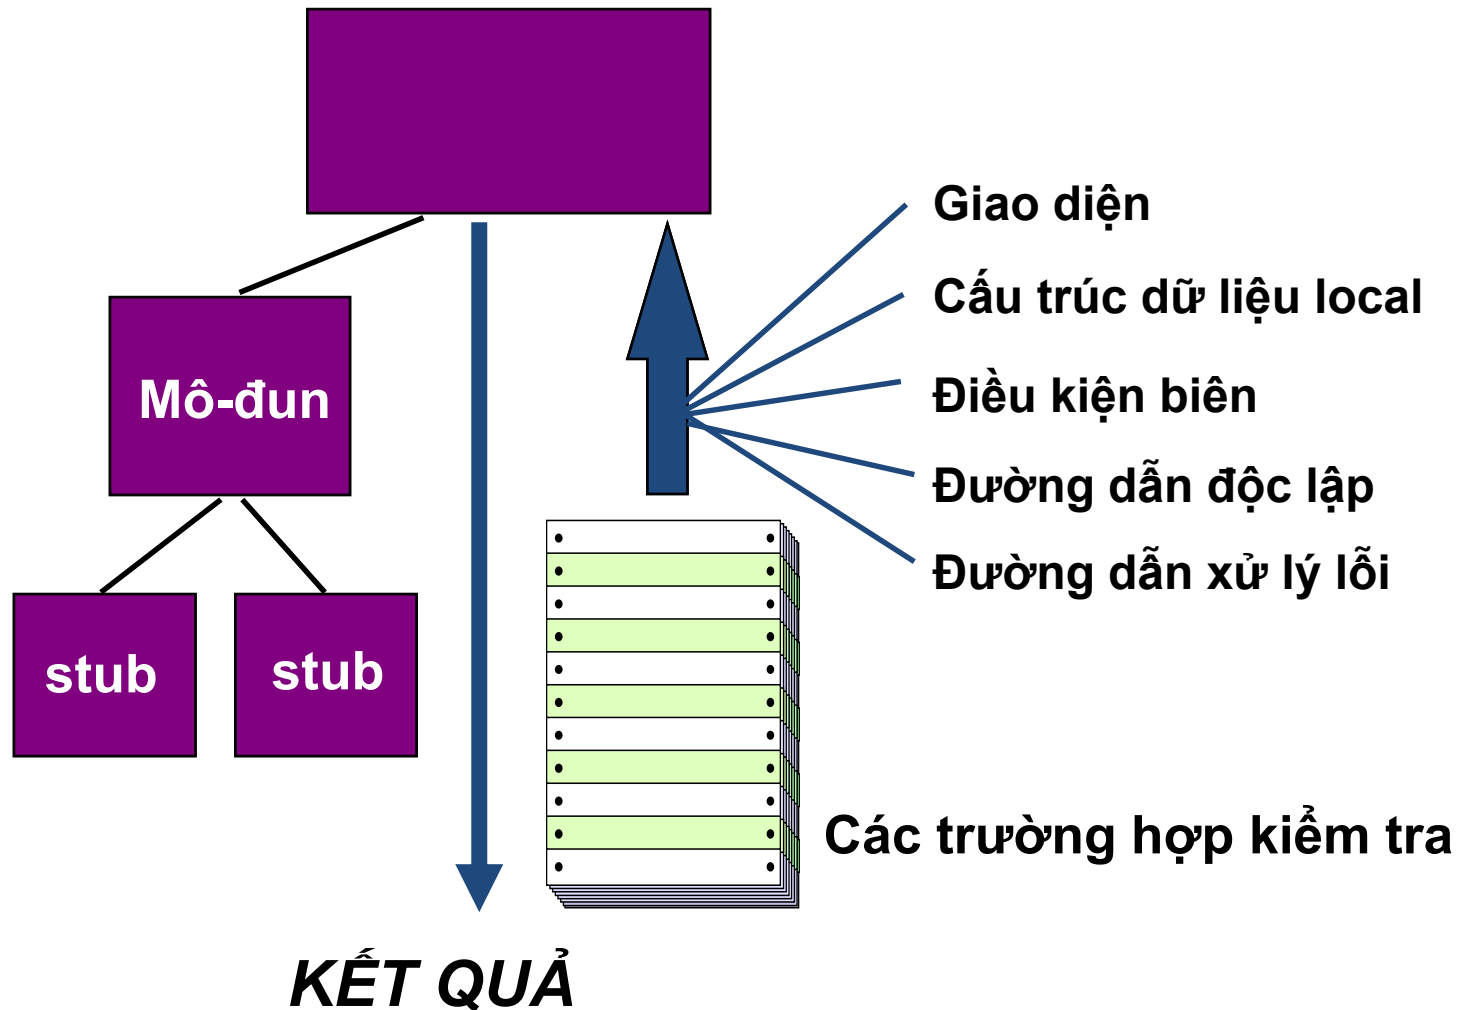 Giao diện
Cấu trúc dữ liệu local
Mô-đun
Điều kiện biên
Đường dẫn độc lập
Đường dẫn xử lý lỗi
stub
stub
Các trường hợp kiểm tra
KẾT QUẢ